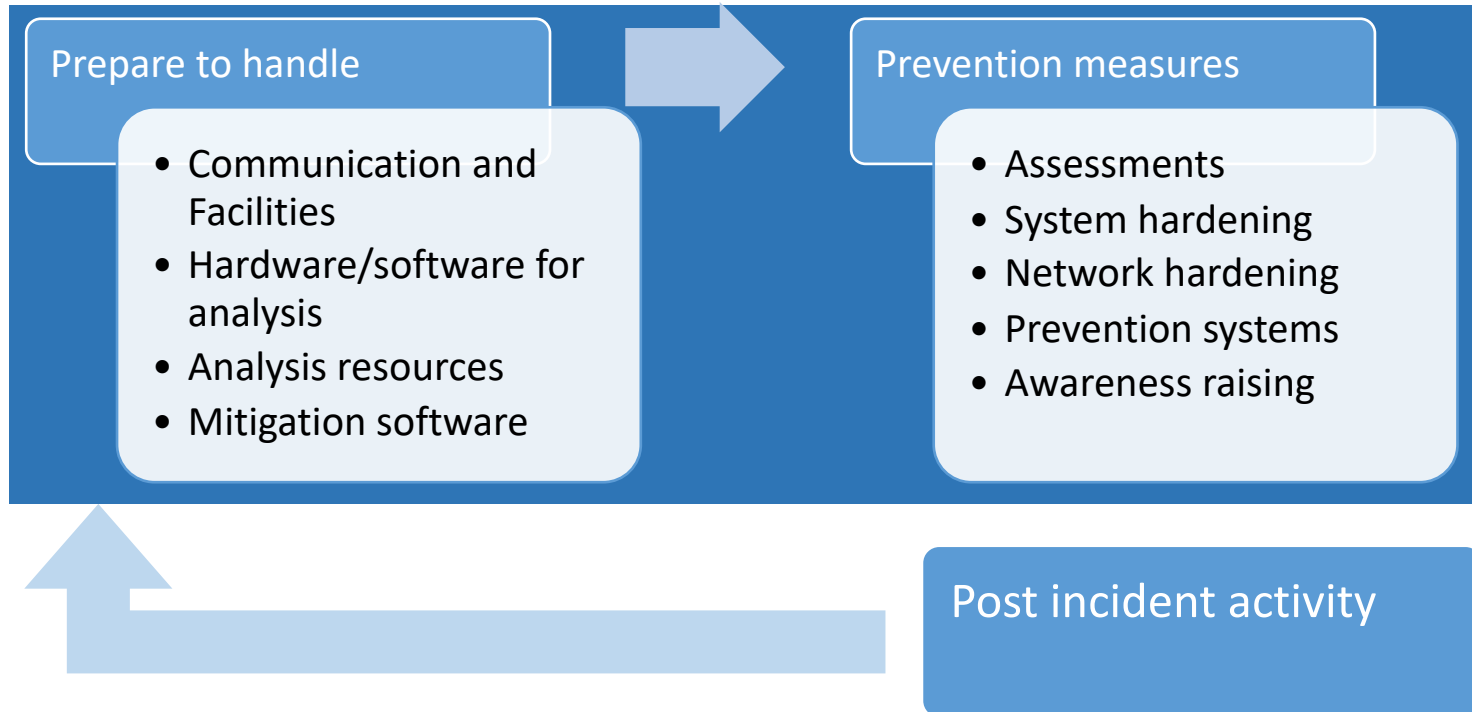 Prepare to handle
• Communication and
Facilities
• Hardware/software for
analysis
• Analysis resources
• Mitigation software
Prevention measures
• Assessments
• System hardening
• Network hardening
• Prevention systems
• Awareness raising
Post incident activity